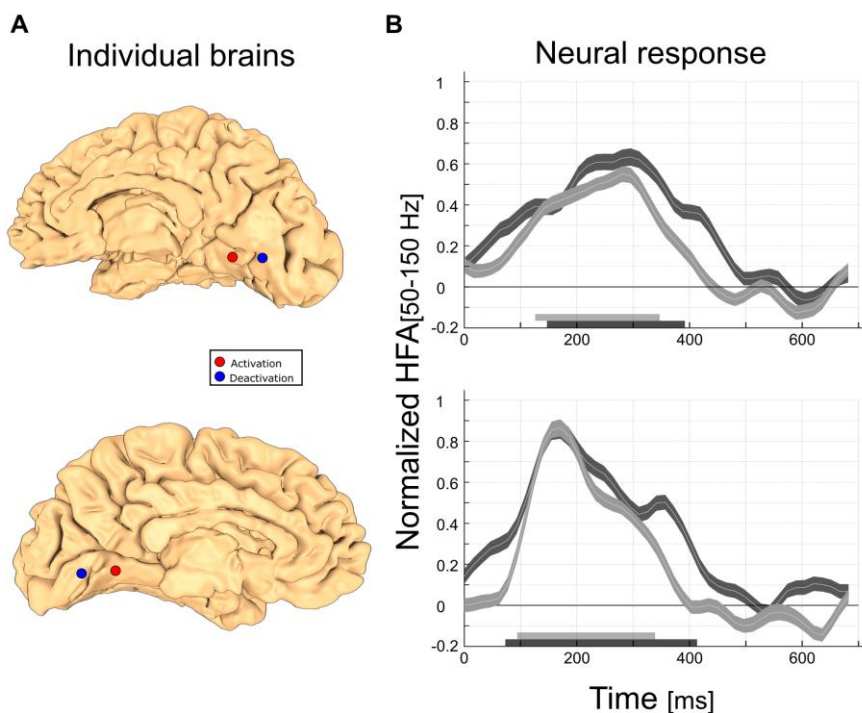 A
Individual brains
Activation
Deactivation
B
Neural response
Normalized HFA[50-150 Hz]
1
0.8
0.6
0.4
0.2
0
-0.2
0
200
400
600
1
0.8
0.6
0.4
0.2
0
-0.2
0
200
400
600
Time [ms]